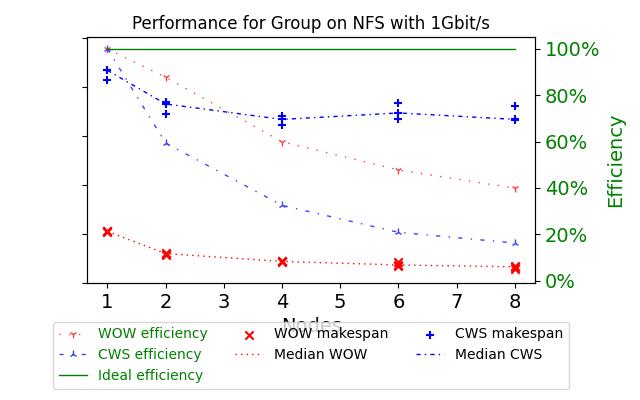 Performance for Group on NFS with 1Gbit/s
100%
80%
60%
40%
20%
0%
Efficiency
1 2 3 4 5 6 7 8
Nodes
WOW efficiency
CWS efficiency
Ideal efficiency
WOW makespan
Median WOW
CWS makespan
Median CWS